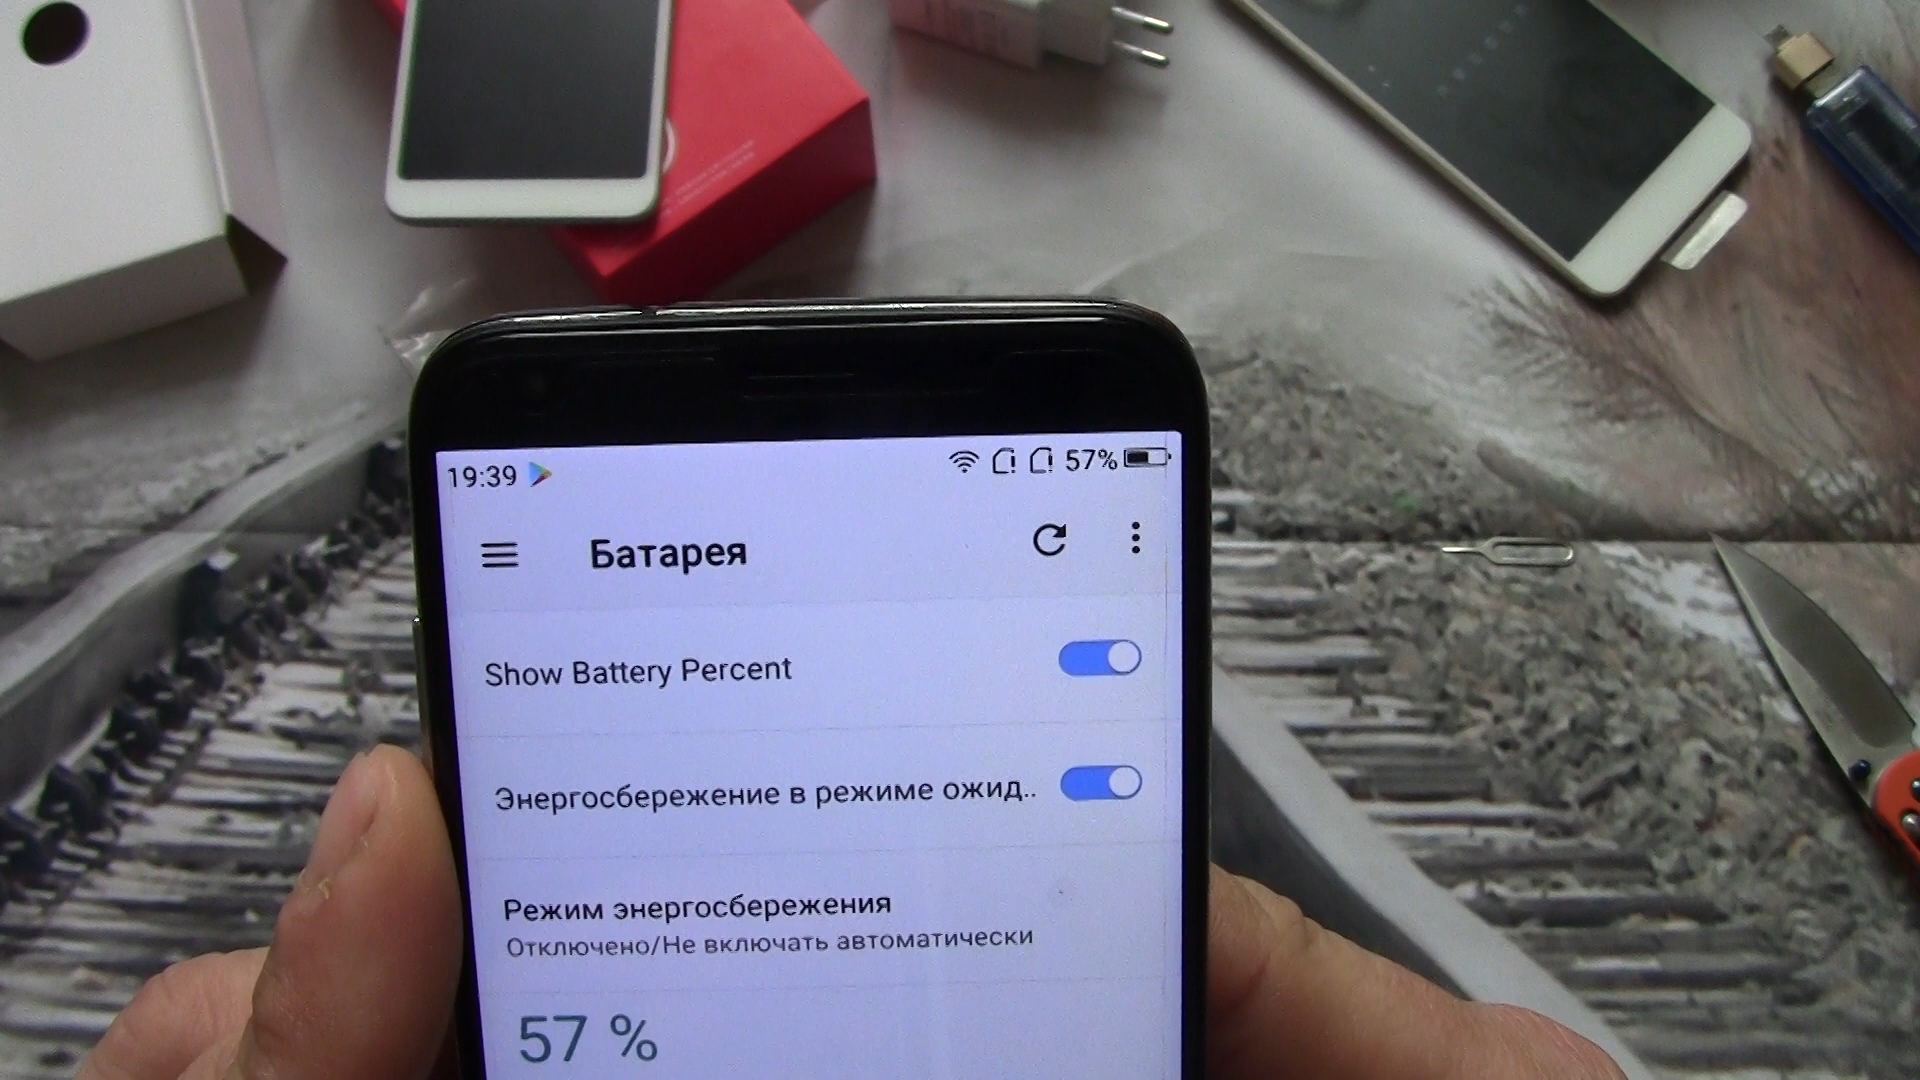 19:39
57%
Батарея
Show Battery Percent
Энергосбережение в режиме ожид..
Режим энергосбережения
Отключено/Не включать автоматически
57 %